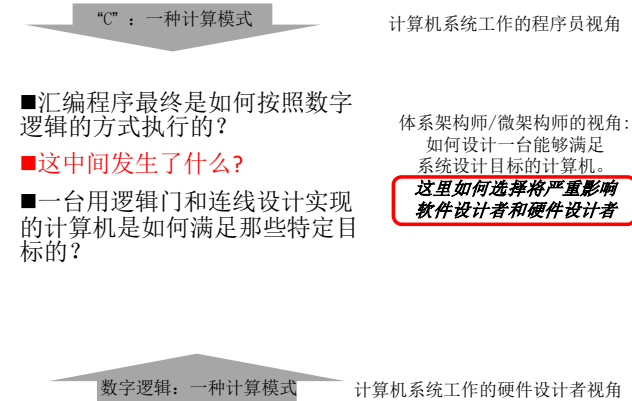 “C”：一种计算模式
计算机系统工作的程序员视角
■汇编程序最终是如何按照数字
逻辑的方式执行的？
■这中间发生了什么?
■一台用逻辑门和连线设计实现
的计算机是如何满足那些特定目
标的？
体系架构师/微架构师的视角:
如何设计一台能够满足
系统设计目标的计算机。
这里如何选择将严重影响
软件设计者和硬件设计者
数字逻辑：一种计算模式
计算机系统工作的硬件设计者视角